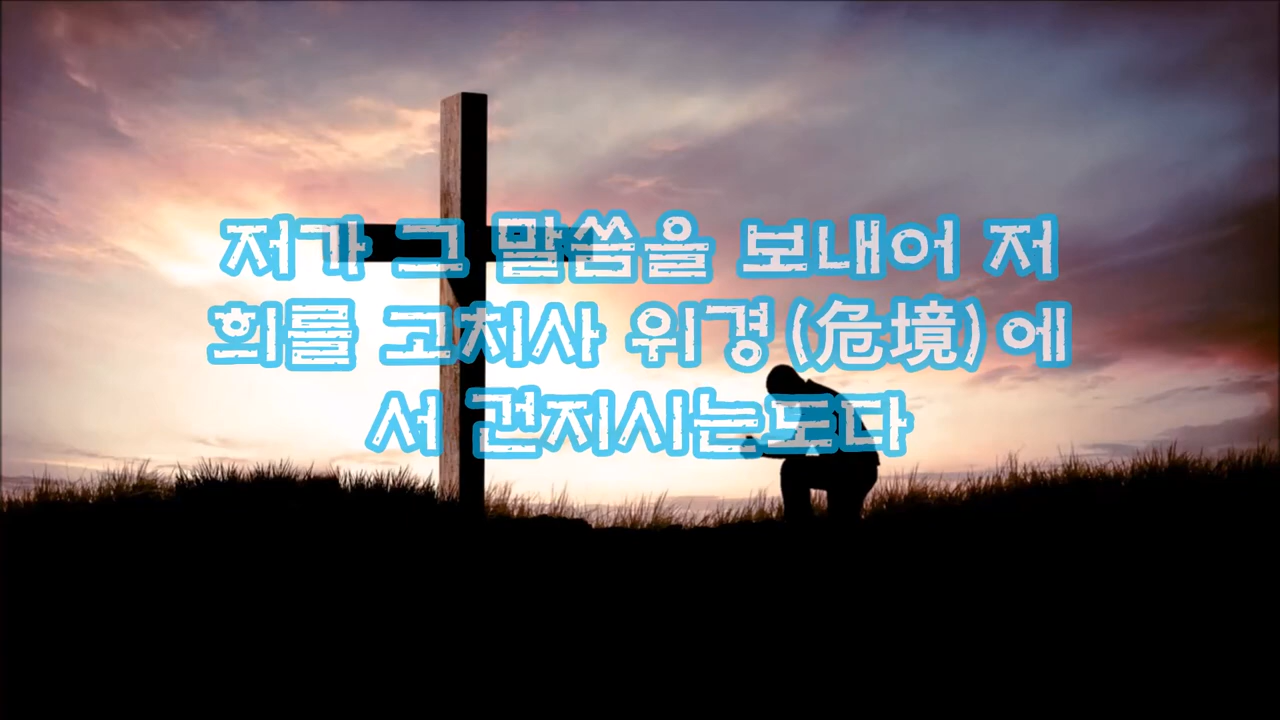 저가 그 말씀을 보내어 저
희를 고치사 위경(危境)에
서 건지시는도다